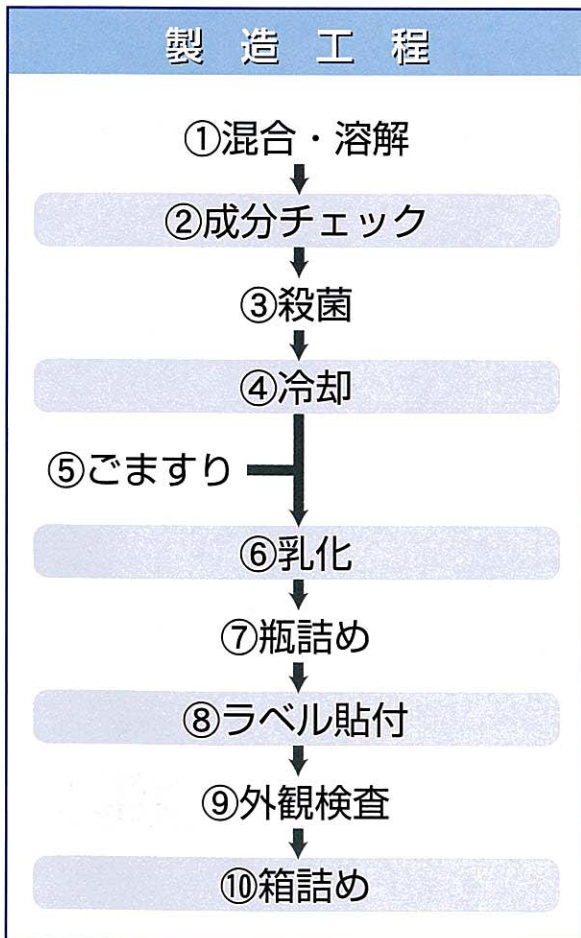 製造工程
①混合・溶解
②成分チェック
③殺菌
④冷却
⑤ごますり
⑥乳化
⑦瓶詰め
⑧ラベル貼付
⑨外観検査
⑩箱詰め